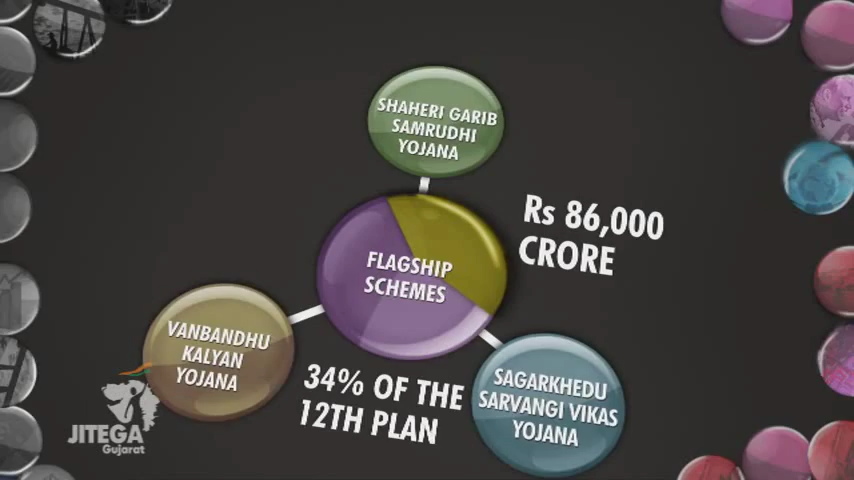 SHAHERI GARIB
SAMRUDHI
YOJANA
Rs 86,000
CRORE
FLAGSHIP
SCHEMES
VANBANDHU
KALYAN
YOJANA
34% OF THE
12TH PLAN
SAGARKHEDU
SARVANGI VIKAS
YOJANA
JITEGA
Gujarat